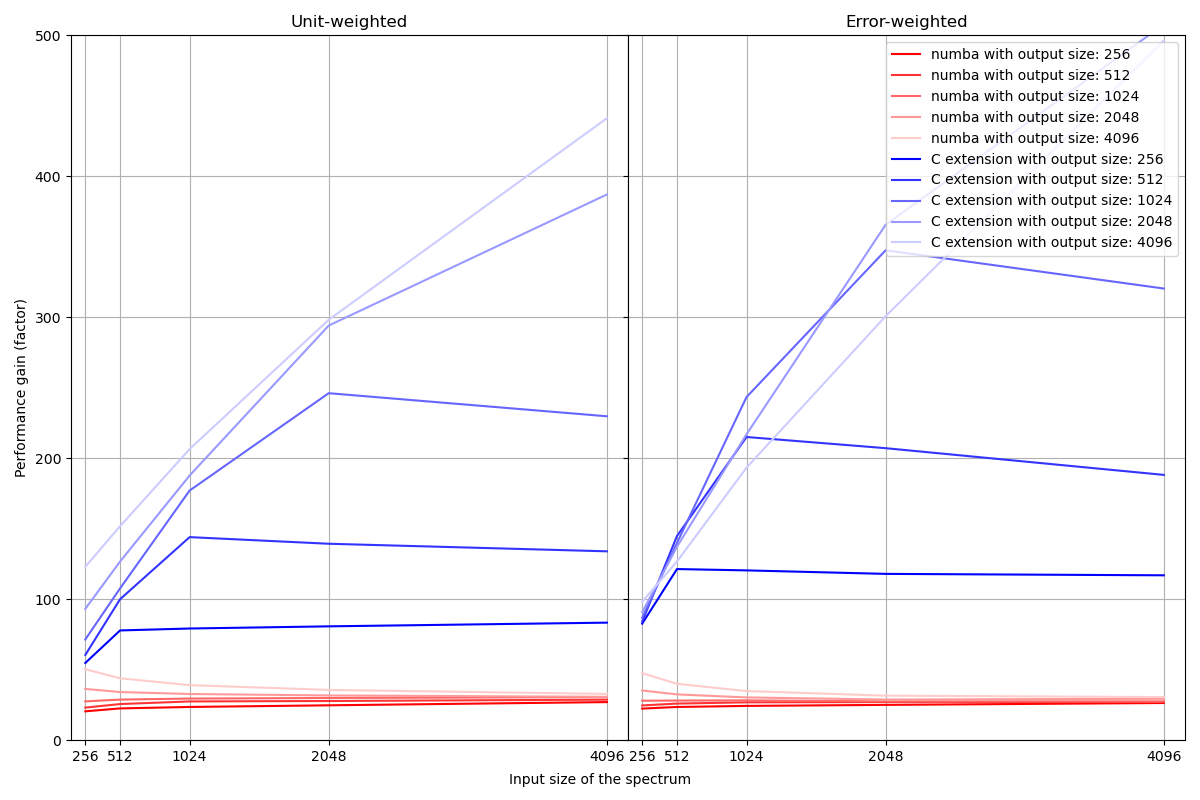 Unit-weighted
Error-weighted
500
400
300
200
100
0
Performance gain (factor)
numba with output size: 256
numba with output size: 512
numba with output size: 1024
numba with output size: 2048
numba with output size: 4096
C extension with output size: 256
C extension with output size: 512
C extension with output size: 1024
C extension with output size: 2048
C extension with output size: 4096
256 512 1024 2048 4096
256 512 1024 2048 4096
Input size of the spectrum